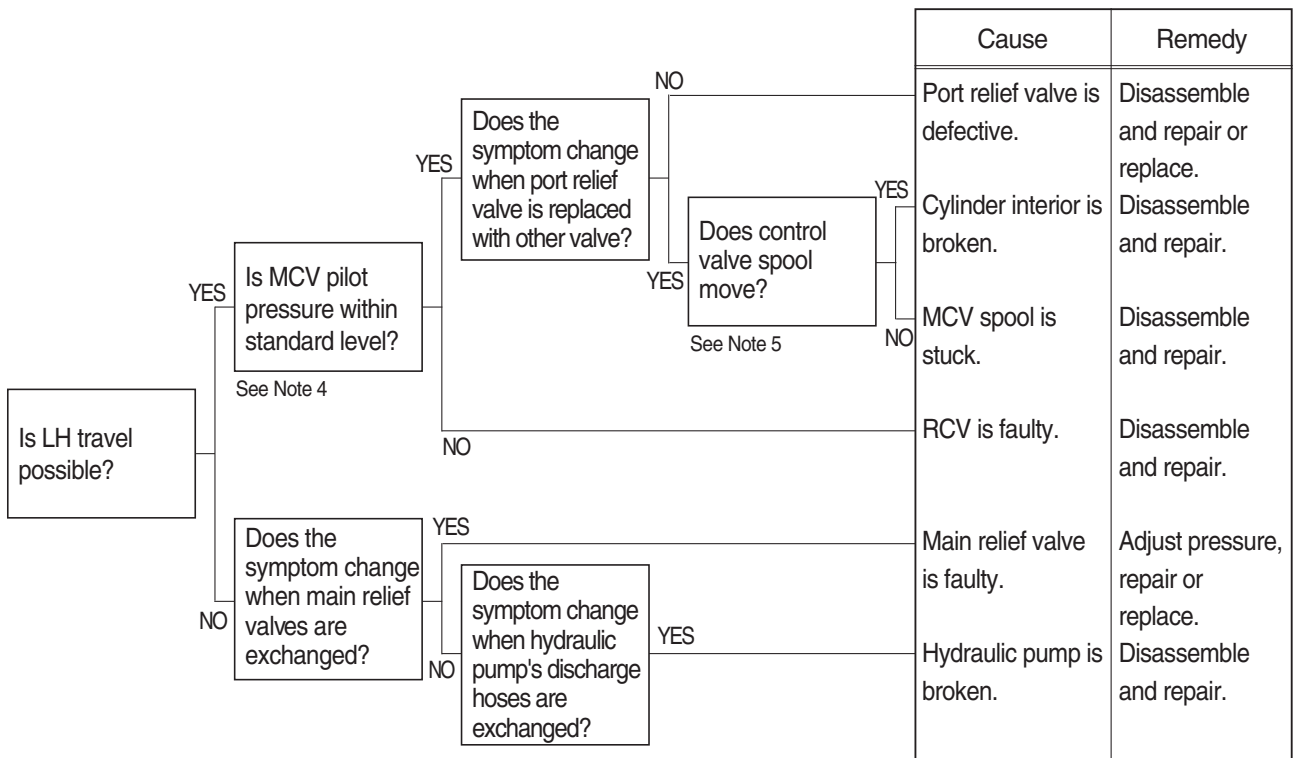 Is LH travel
possible?
YES
NO
Is MCV pilot
pressure within
standard level?
See Note 4
YES
NO
Does the
symptom change
when port relief
valve is replaced
with other valve?
NO
YES
Does control
valve spool
move?
See Note 5
YES
NO
Does the
symptom change
when main relief
valves are
exchanged?
YES
NO
Does the
symptom change
when hydraulic
pump's discharge
hoses are
exchanged?
YES
Cause
Remedy
Port relief valve is
defective.
Disassemble
and repair or
replace.
Cylinder interior is
broken.
Disassemble
and repair.
MCV spool is
stuck.
Disassemble
and repair.
RCV is faulty.
Disassemble
and repair.
Main relief valve
is faulty.
Adjust pressure,
repair or
replace.
Hydraulic pump is
broken.
Disassemble
and repair.